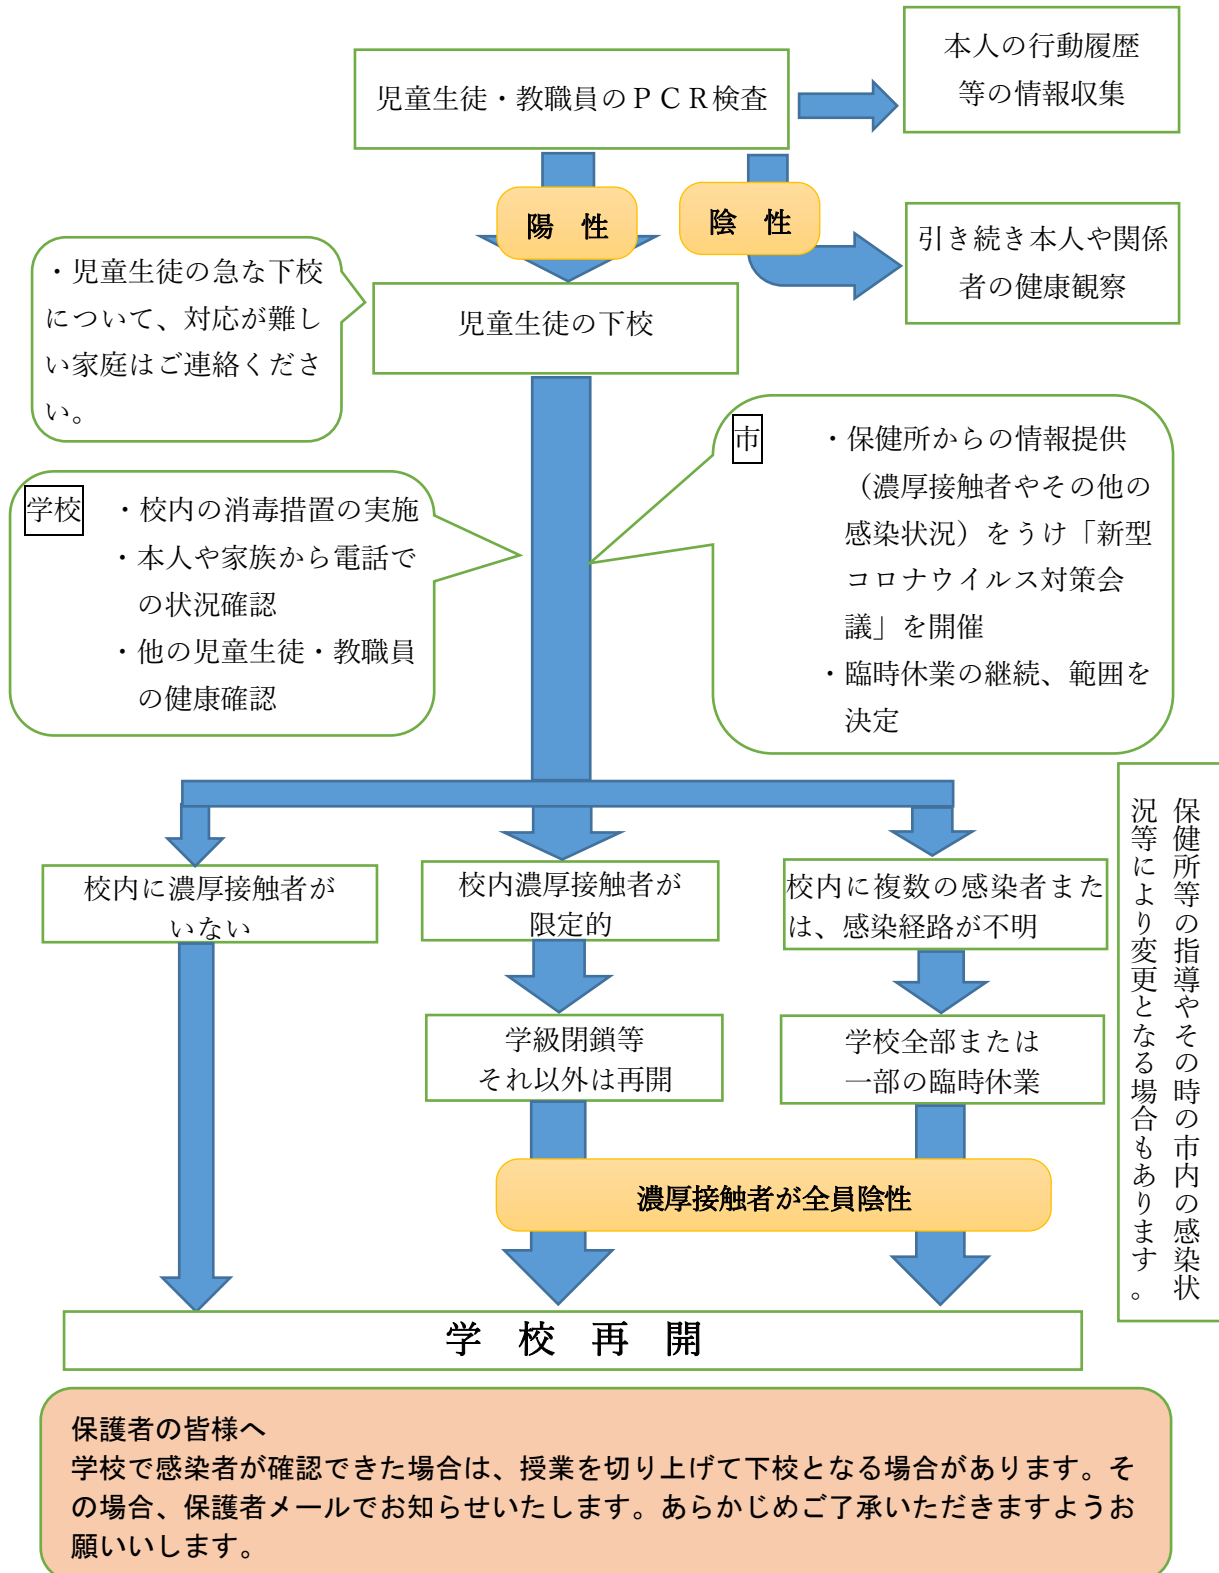 本人の行動履歴
等の情報収集
児童生徒・教職員のＰＣＲ検査
陽　性
陰　性
引き続き本人や関係
者の健康観察
・児童生徒の急な下校
について、対応が難し
い家庭はご連絡くださ
い。
児童生徒の下校
市
・保健所からの情報提供
（濃厚接触者やその他の
感染状況）をうけ「新型
コロナウイルス対策会
議」を開催
・臨時休業の継続、範囲を
決定
学校
・校内の消毒措置の実施
・本人や家族から電話で
の状況確認
・他の児童生徒・教職員
の健康確認
校内に濃厚接触者が
いない
校内濃厚接触者が
限定的
校内に複数の感染者また
は、感染経路が不明
保健所等の指導やその時の市内の感染状
況等により変更となる場合もあります。
学級閉鎖等
それ以外は再開
学校全部または
一部の臨時休業
濃厚接触者が全員陰性
学　校　再　開
保護者の皆様へ
学校で感染者が確認できた場合は、授業を切り上げて下校となる場合があります。そ
の場合、保護者メールでお知らせいたします。あらかじめご了承いただきますようお
願いいします。